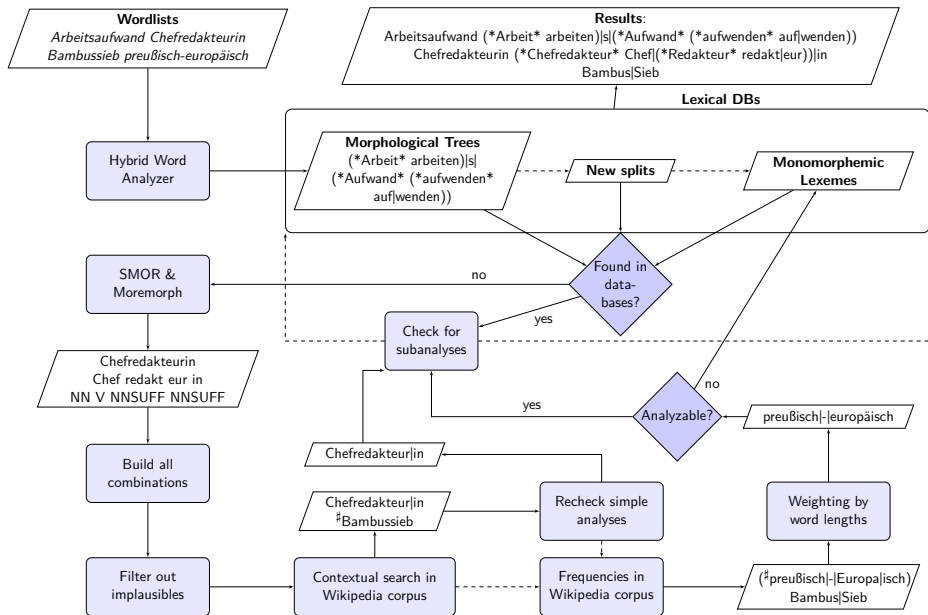 Wordlists
Arbeitsaufwand Chefredakteurin
Bambussieb preußisch-europäisch
Results:
Arbeitsaufwand (*Arbeit* arbeiten)|s|(*Aufwand* (*aufwenden* auf|wenden))
Chefredakteurin (*Chefredakteur* Chef|(*Redakteur* redakt|eur))|in
Bambus|Sieb
Lexical DBs
Hybrid Word
Analyzer
Morphological Trees
(*Arbeit* arbeiten)|s|
(*Aufwand* (*aufwenden*
auf|wenden))
New splits
Monomorphemic
Lexemes
SMOR &
Moremorph
no
Found in
data-
bases?
yes
Check for
subanalyses
Chefredakteurin
Chef redakt eur in
NN V NNSUFF NNSUFF
no
yes
Analyzable?
preußisch|-|europäisch
Chefredakteur|in
Build all
combinations
Chefredakteur|in
♯Bambussieb
Recheck simple
analyses
Weighting by
word lengths
Filter out
implausibles
Contextual search in
Wikipedia corpus
Frequencies in
Wikipedia corpus
(♯preußisch|-|Europa|isch)
Bambus|Sieb